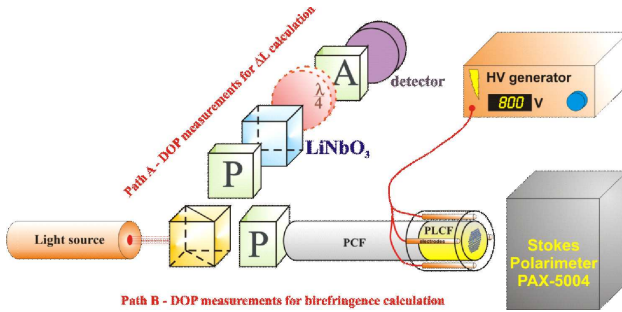 Path A - DOP measurements for ΔL calculation
A
detector
λ
4
LiNbO₃
P
HV generator
800 V
Light source
P
PCF
PLCF
electrodes
Stokes
Polarimeter
PAX-5004
Path B - DOP measurements for birefringence calculation